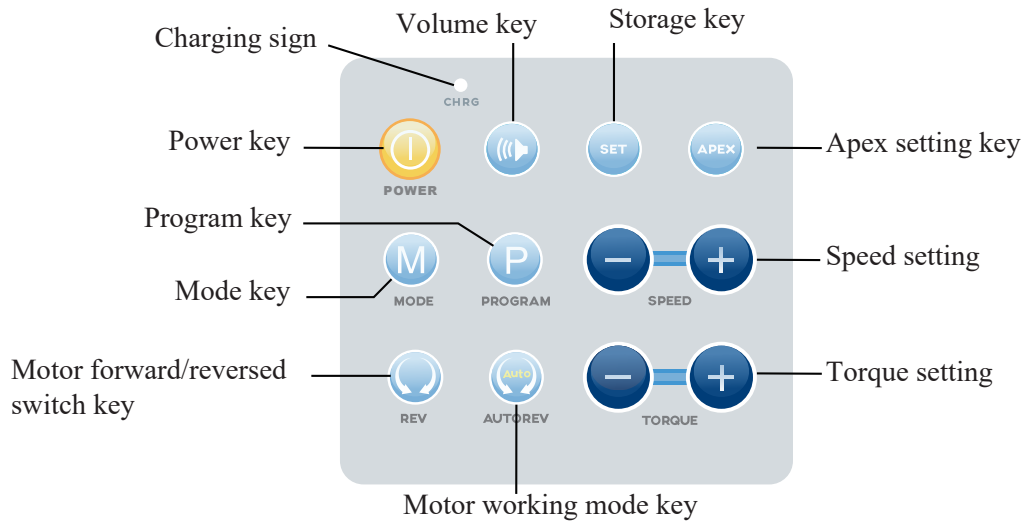 Volume key
Storage key
Charging sign
CHRG
Power key
SET
APEX
Apex setting key
POWER
Program key
M
P
Speed setting
Mode key
MODE
PROGRAM
SPEED
Motor forward/reversed
switch key
Auto
Torque setting
REV
AUTOREV
TORQUE
Motor working mode key